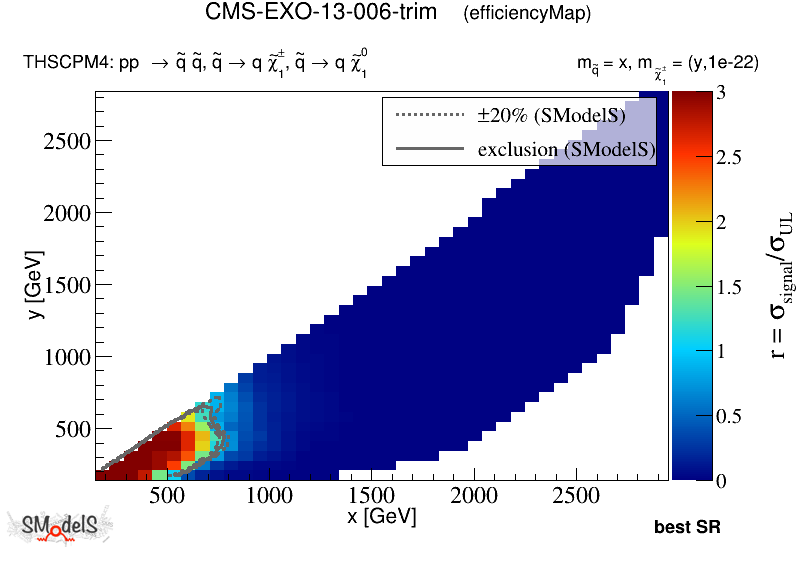 CMS-EXO-13-006-trim (efficiencyMap)
THSCPM4: pp → q̃ q̃, q̃ → q χ̃₁^±, q̃ → q χ̃₁^0
m_q̃ = x, m_χ̃₁^± = (y,1e-22)
±20% (SModelS)
exclusion (SModelS)
y [GeV]
2500
2000
1500
1000
500
500 1000 1500 2000 2500
x [GeV]
3
2.5
2
1.5
1
0.5
0
r = σ_signal/σ_UL
SModelS
best SR